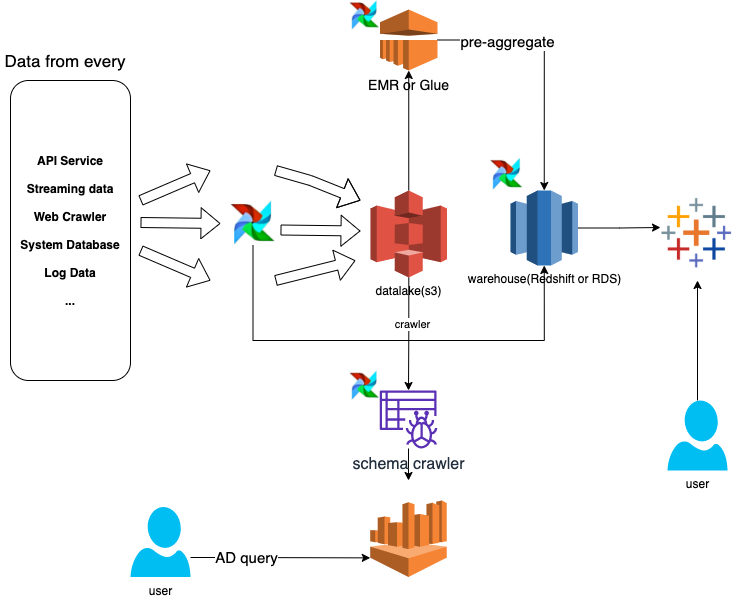 Data from every
API Service
Streaming data
Web Crawler
System Database
Log Data
...
EMR or Glue
pre-aggregate
datalake(s3)
warehouse(Redshift or RDS)
crawler
schema crawler
user
AD query
user